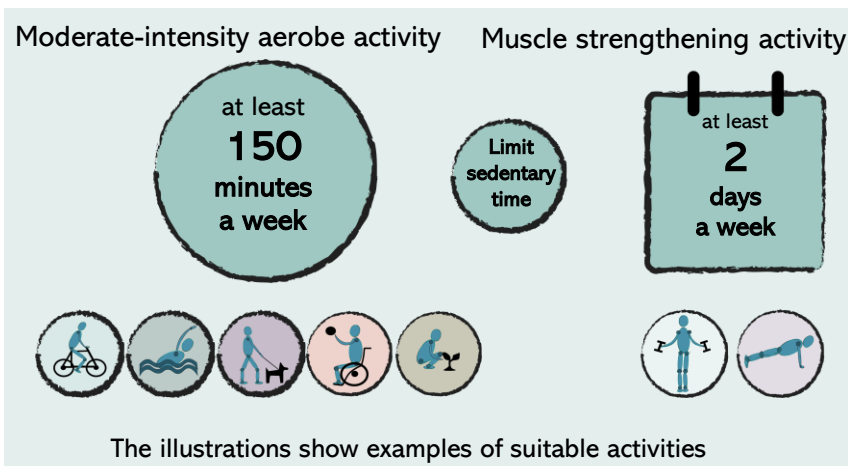 Moderate-intensity aerobe activity
at least
150
minutes
a week
Limit
sedentary
time
Muscle strengthening activity
at least
2
days
a week
The illustrations show examples of suitable activities